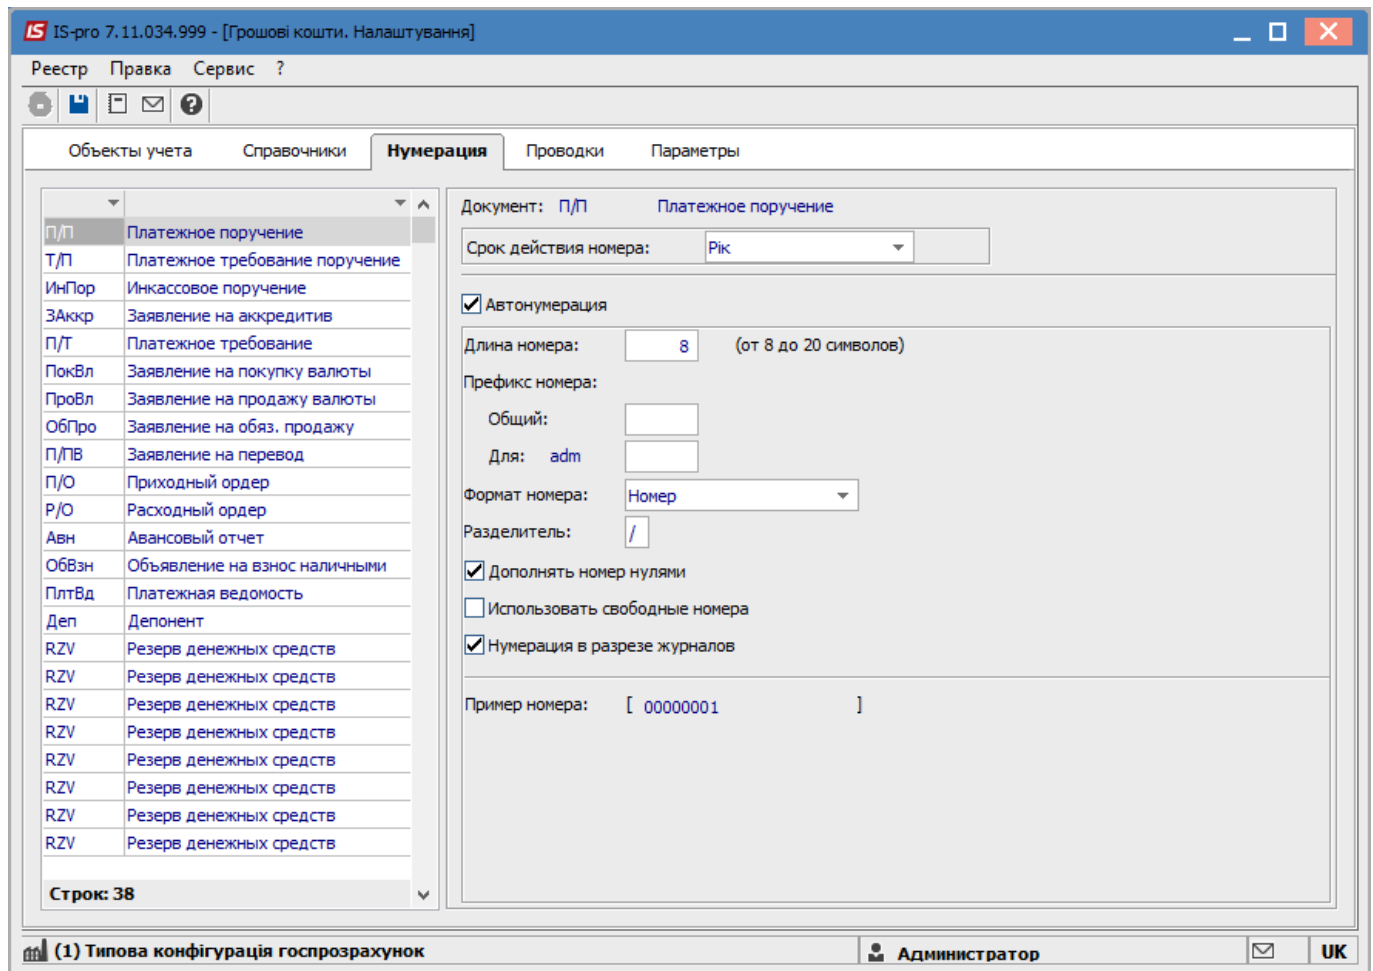 IS IS-pro 7.11.034.999 - [Грошові кошти. Налаштування]
Реестр Правка Сервис ?
Объекты учета Справочники Нумерация Проводки Параметры
П/П Платежное поручение
Т/П Платежное требование поручение
ИнПор Инкассовое поручение
ЗАккр Заявление на аккредитив
П/Т Платежное требование
ПокВл Заявление на покупку валюты
ПроВл Заявление на продажу валюты
ОбПро Заявление на обяз. продажу
П/ПВ Заявление на перевод
П/О Приходный ордер
Р/О Расходный ордер
Авн Авансовый отчет
ОбВзн Объявление на взнос наличными
ПлтВд Платежная ведомость
Деп Депонент
RZV Резерв денежных средств
RZV Резерв денежных средств
RZV Резерв денежных средств
RZV Резерв денежных средств
RZV Резерв денежных средств
RZV Резерв денежных средств
RZV Резерв денежных средств
RZV Резерв денежных средств
Строк: 38
Документ: П/П Платежное поручение
Срок действия номера: Рік
Автонумерация
Длина номера: 8 (от 8 до 20 символов)
Префикс номера:
Общий:
Для: adm
Формат номера: Номер
Разделитель: /
Дополнять номер нулями
Использовать свободные номера
Нумерация в разрезе журналов
Пример номера: [ 00000001 ]
(1) Типова конфігурація госпрозрахунок Администратор UK